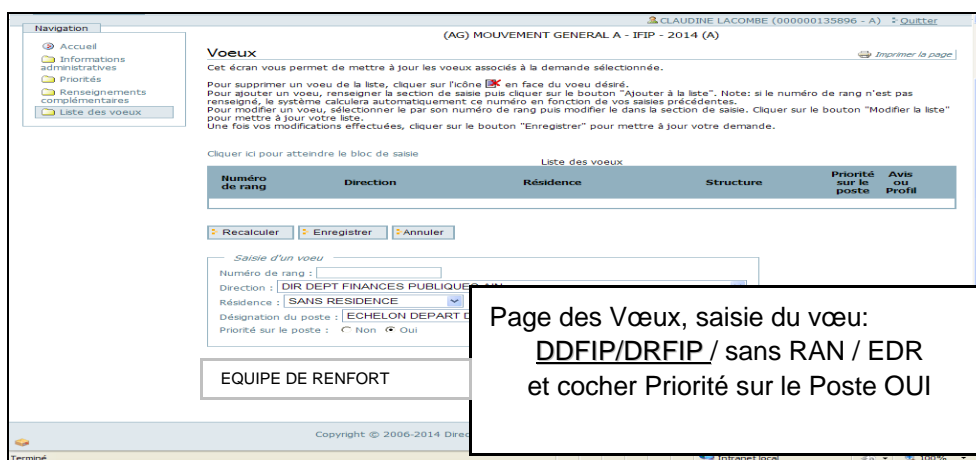 CLAUDINE LACOMBE (000000135896 - A) Quitter
Navigation
Accueil
Informations administratives
Priorités
Renseignements complémentaires
Liste des voeux
(AG) MOUVEMENT GENERAL A - IFIP - 2014 (A)
Voeux
Imprimer la page
Cet écran vous permet de mettre à jour les voeux associés à la demande sélectionnée.
Pour supprimer un voeu de la liste, cliquer sur l'icône en face du voeu désiré.
Pour ajouter un voeu, renseigner la section de saisie puis cliquer sur le bouton "Ajouter à la liste". Note: si le numéro de rang n'est pas
renseigné, le système calculera automatiquement ce numéro en fonction de vos saisies précédentes.
Pour modifier un voeu, sélectionner le par son numéro de rang puis modifier le dans la section de saisie. Cliquer sur le bouton "Modifier la liste"
pour mettre à jour votre liste.
Une fois vos modifications effectuées, cliquer sur le bouton "Enregistrer" pour mettre à jour votre demande.
Cliquer ici pour atteindre le bloc de saisie
Liste des voeux
Numéro de rang Direction Résidence Structure Priorité sur le poste Avis ou Profil
Recalculer Enregistrer Annuler
Saisie d'un voeu
Numéro de rang :
Direction : DIR DEPT FINANCES PUBLIQUES AIN
Résidence : SANS RESIDENCE
Désignation du poste : ECHELON DEPART D
Priorité sur le poste : Non Oui
EQUIPE DE RENFORT
Page des Vœux, saisie du vœu:
DDFIP/DRFIP / sans RAN / EDR
et cocher Priorité sur le Poste OUI
Copyright © 2006-2014 Direc
Terminé
Intranet local
100%